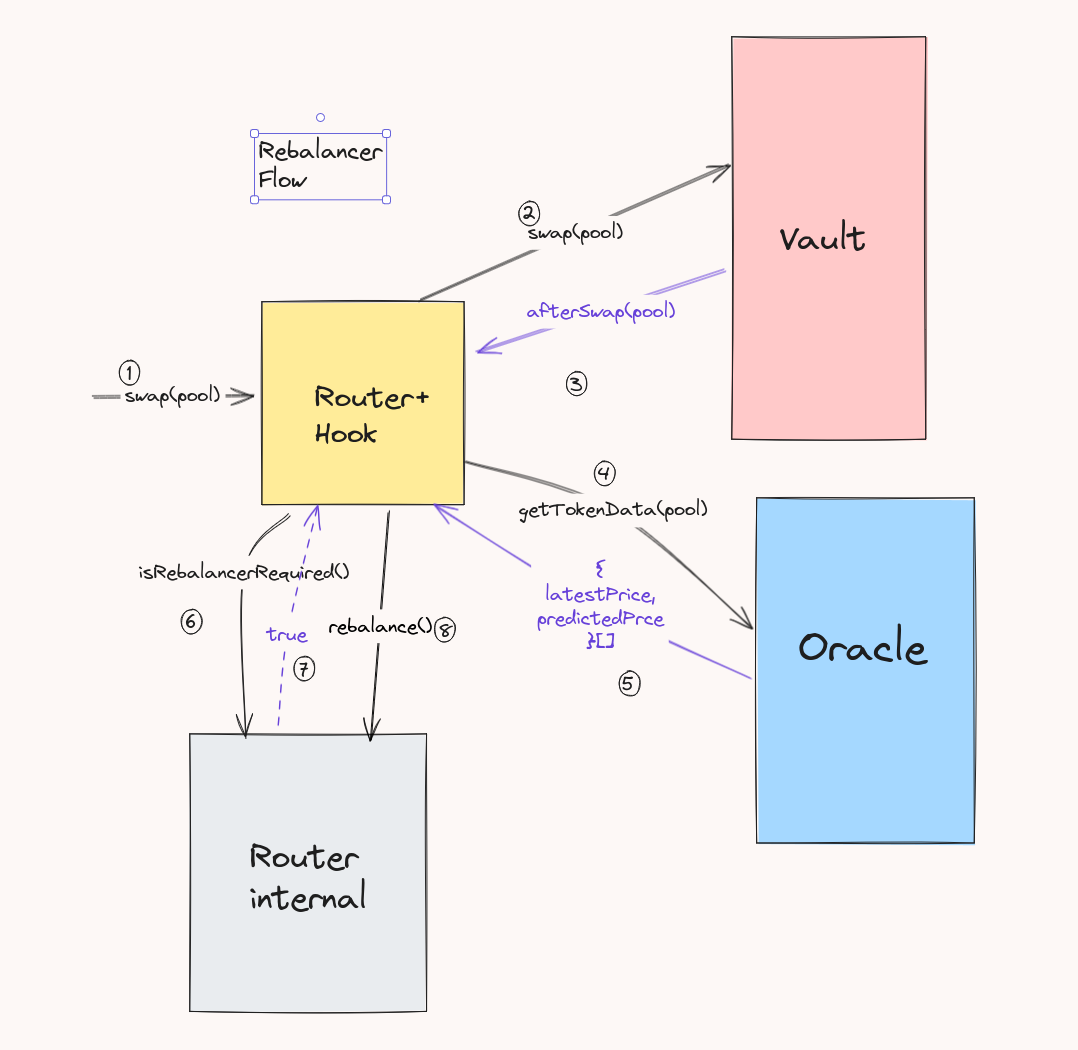 Rebalancer
Flow
1
swap(pool)
2
swap(pool)
Vault
afterSwap(pool)
3
Router+
Hook
4
getTokenData(pool)
{
latestPrice,
predictedPrce
}[]
5
Oracle
isRebalancerRequired()
6
true
7
rebalance()
8
Router
internal